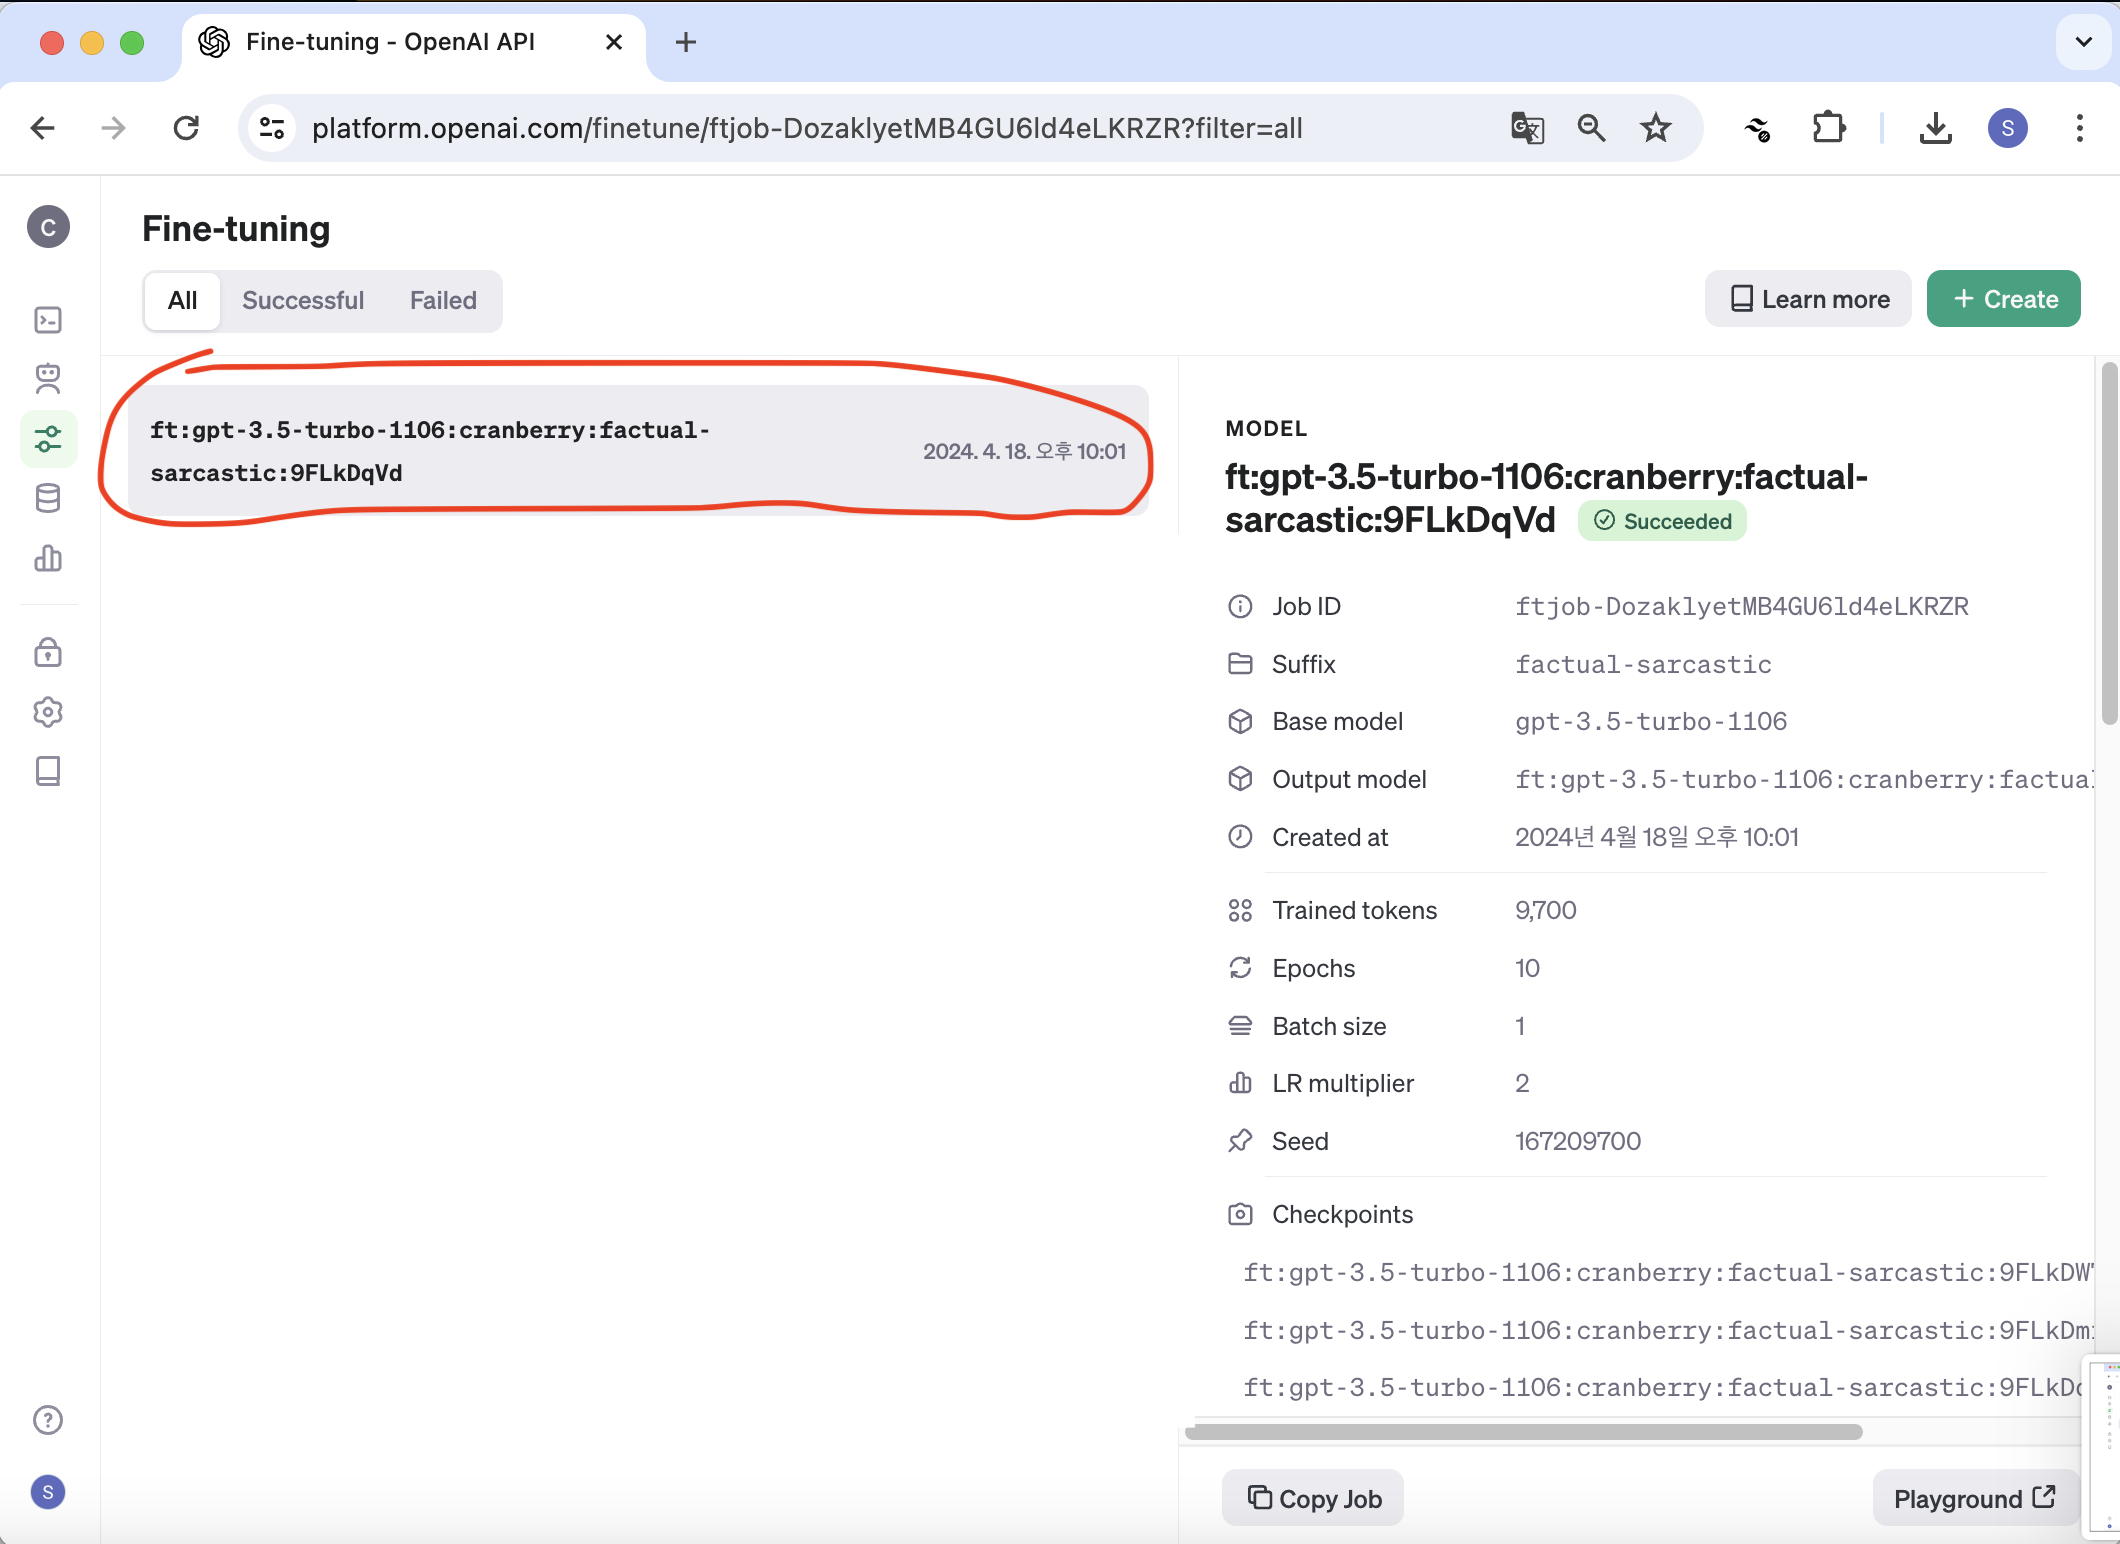 Fine-tuning - OpenAI API
platform.openai.com/finetune/ftjob-DozaklyetMB4GU6ld4eLKRZR?filter=all
S
C
Fine-tuning
All
Successful
Failed
Learn more
+ Create
ft:gpt-3.5-turbo-1106:cranberry:factual-
sarcastic:9FLkDqVd
2024. 4. 18. 오후 10:01
MODEL
ft:gpt-3.5-turbo-1106:cranberry:factual-
sarcastic:9FLkDqVd
Succeeded
Job ID ftjob-DozaklyetMB4GU6ld4eLKRZR
Suffix factual-sarcastic
Base model gpt-3.5-turbo-1106
Output model ft:gpt-3.5-turbo-1106:cranberry:factual
Created at 2024년 4월 18일 오후 10:01
Trained tokens 9,700
Epochs 10
Batch size 1
LR multiplier 2
Seed 167209700
Checkpoints
ft:gpt-3.5-turbo-1106:cranberry:factual-sarcastic:9FLkDW
ft:gpt-3.5-turbo-1106:cranberry:factual-sarcastic:9FLkDm
ft:gpt-3.5-turbo-1106:cranberry:factual-sarcastic:9FLkD
Copy Job
Playground
S